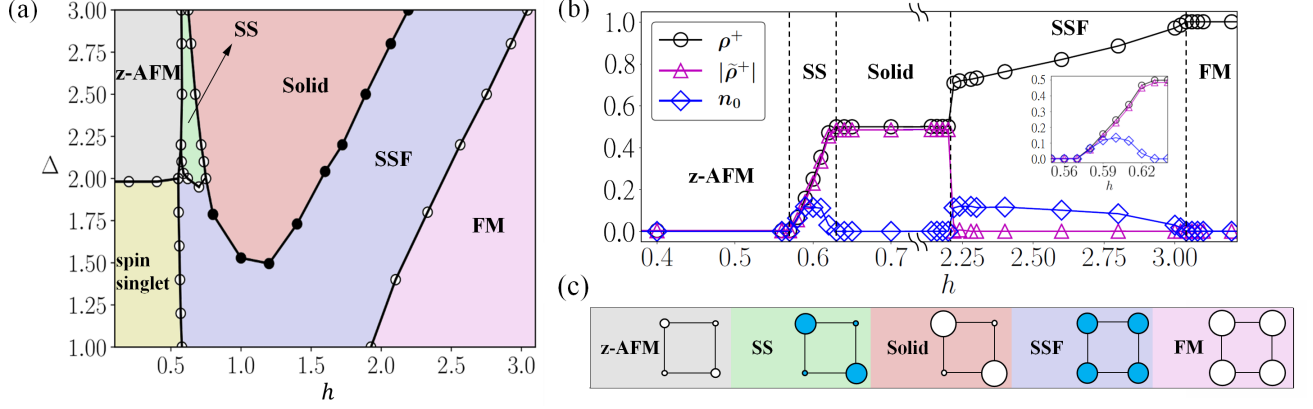 (a)
3.00
2.75
2.50
2.25
2.00
1.75
1.50
1.25
1.00
Δ
0.5
1.0
1.5
2.0
2.5
3.0
h
SS
z-AFM
Solid
SSF
FM
spin
singlet
(b)
1.0
0.8
0.6
0.4
0.2
0.0
ρ⁺
|ρ̃⁺|
n₀
SS
Solid
SSF
FM
z-AFM
0.5
0.4
0.3
0.2
0.1
0.0
0.56
0.59
0.62
h
0.4
0.5
0.6
0.7
2.25
2.50
2.75
3.00
h
(c)
z-AFM
SS
Solid
SSF
FM